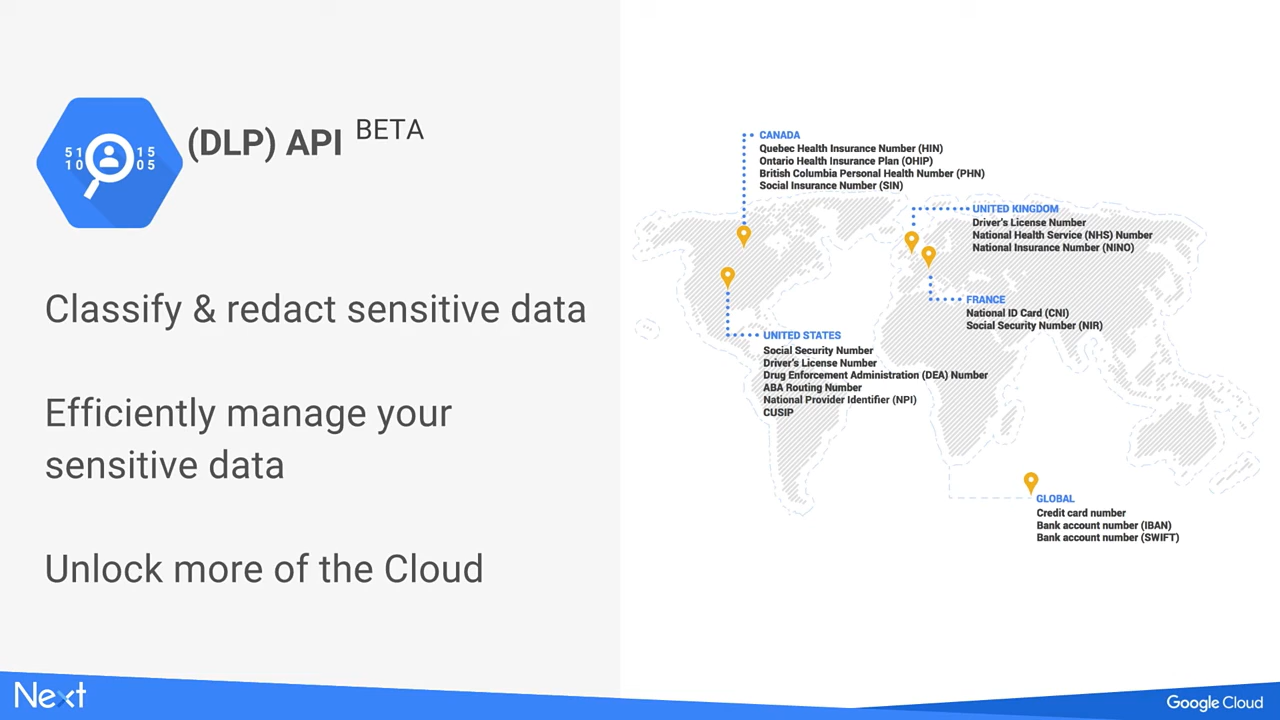 51 15
10 05
(DLP) API BETA
Classify & redact sensitive data
Efficiently manage your
sensitive data
Unlock more of the Cloud
CANADA
Quebec Health Insurance Number (HIN)
Ontario Health Insurance Plan (OHIP)
British Columbia Personal Health Number (PHN)
Social Insurance Number (SIN)
UNITED KINGDOM
Driver's License Number
National Health Service (NHS) Number
National Insurance Number (NINO)
FRANCE
National ID Card (CNI)
Social Security Number (NIR)
UNITED STATES
Social Security Number
Driver's License Number
Drug Enforcement Administration (DEA) Number
ABA Routing Number
National Provider Identifier (NPI)
CUSIP
GLOBAL
Credit card number
Bank account number (IBAN)
Bank account number (SWIFT)
Next
Google Cloud